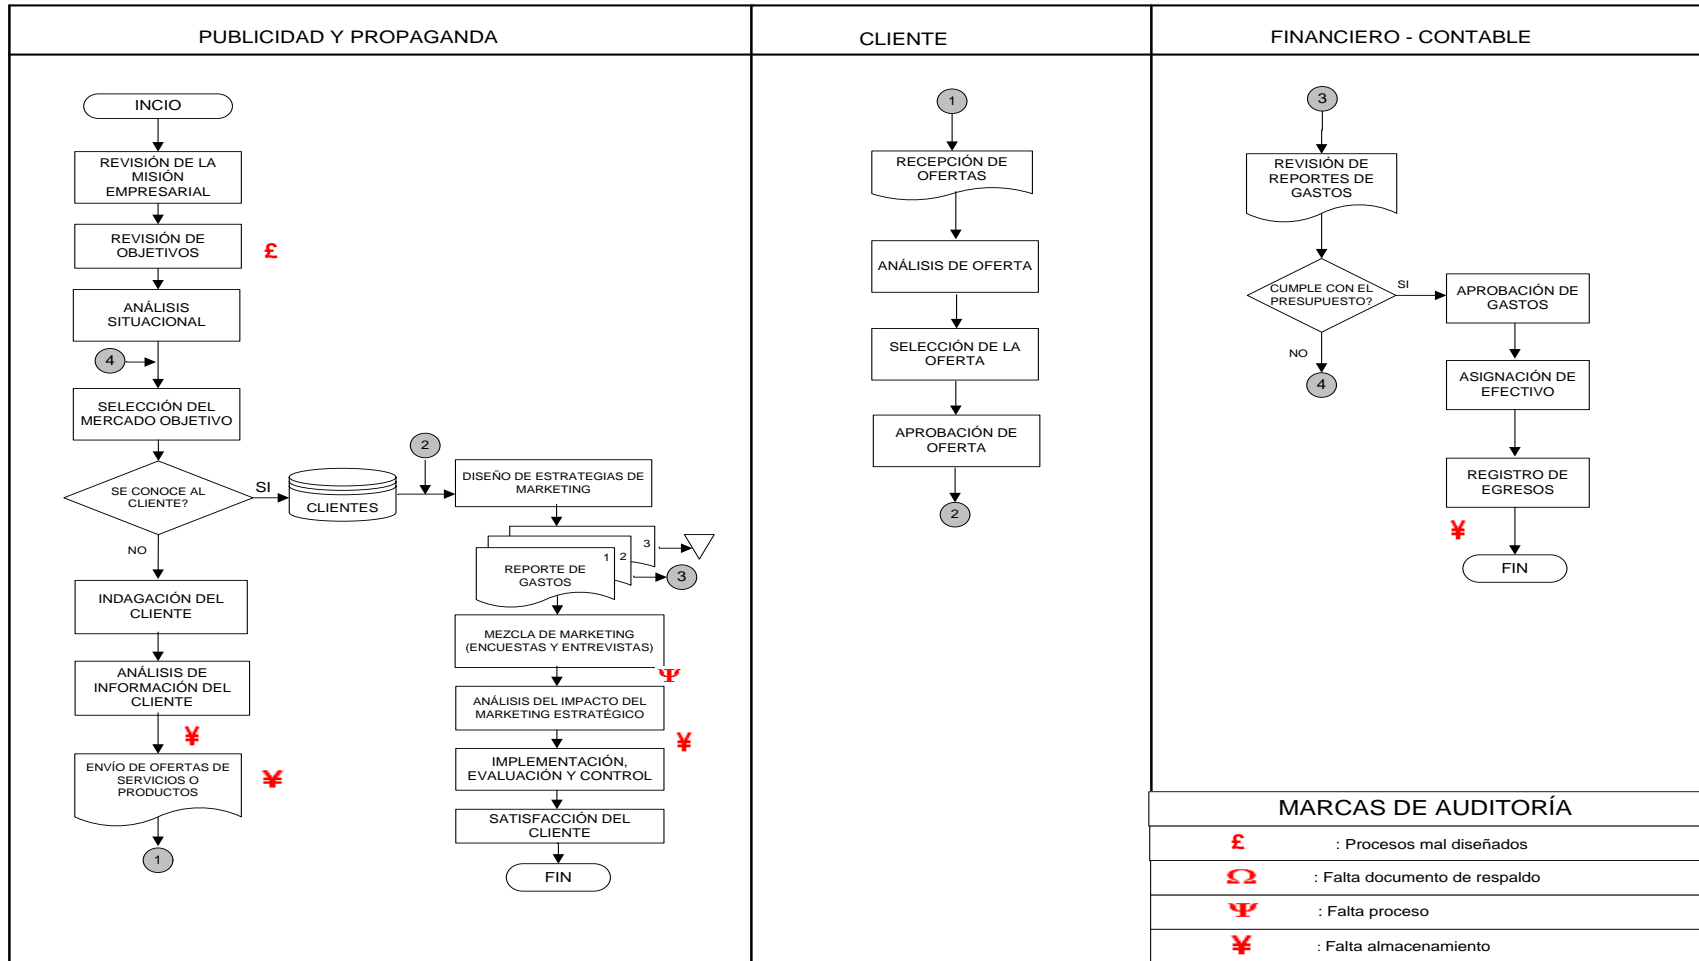 PUBLICIDAD Y PROPAGANDA
INCIO
REVISIÓN DE LA
MISIÓN
EMPRESARIAL
REVISIÓN DE
OBJETIVOS
£
ANÁLISIS
SITUACIONAL
4
SELECCIÓN DEL
MERCADO OBJETIVO
SE CONOCE AL
CLIENTE?
SI
NO
INDAGACIÓN DEL
CLIENTE
ANÁLISIS DE
INFORMACIÓN DEL
CLIENTE
¥
ENVÍO DE OFERTAS DE
SERVICIOS O
PRODUCTOS
¥
1
CLIENTES
2
DISEÑO DE ESTRATEGIAS DE
MARKETING
REPORTE DE
GASTOS
1
2
3
3
MEZCLA DE MARKETING
(ENCUESTAS Y ENTREVISTAS)
Ψ
ANÁLISIS DEL IMPACTO DEL
MARKETING ESTRATÉGICO
¥
IMPLEMENTACIÓN,
EVALUACIÓN Y CONTROL
SATISFACCIÓN DEL
CLIENTE
FIN
CLIENTE
1
RECEPCIÓN DE
OFERTAS
ANÁLISIS DE OFERTA
SELECCIÓN DE LA
OFERTA
APROBACIÓN DE
OFERTA
2
FINANCIERO - CONTABLE
3
REVISIÓN DE
REPORTES DE
GASTOS
CUMPLE CON EL
PRESUPUESTO?
SI
NO
4
APROBACIÓN DE
GASTOS
ASIGNACIÓN DE
EFECTIVO
REGISTRO DE
EGRESOS
¥
FIN
MARCAS DE AUDITORÍA
£ : Procesos mal diseñados
Ω : Falta documento de respaldo
Ψ : Falta proceso
¥ : Falta almacenamiento